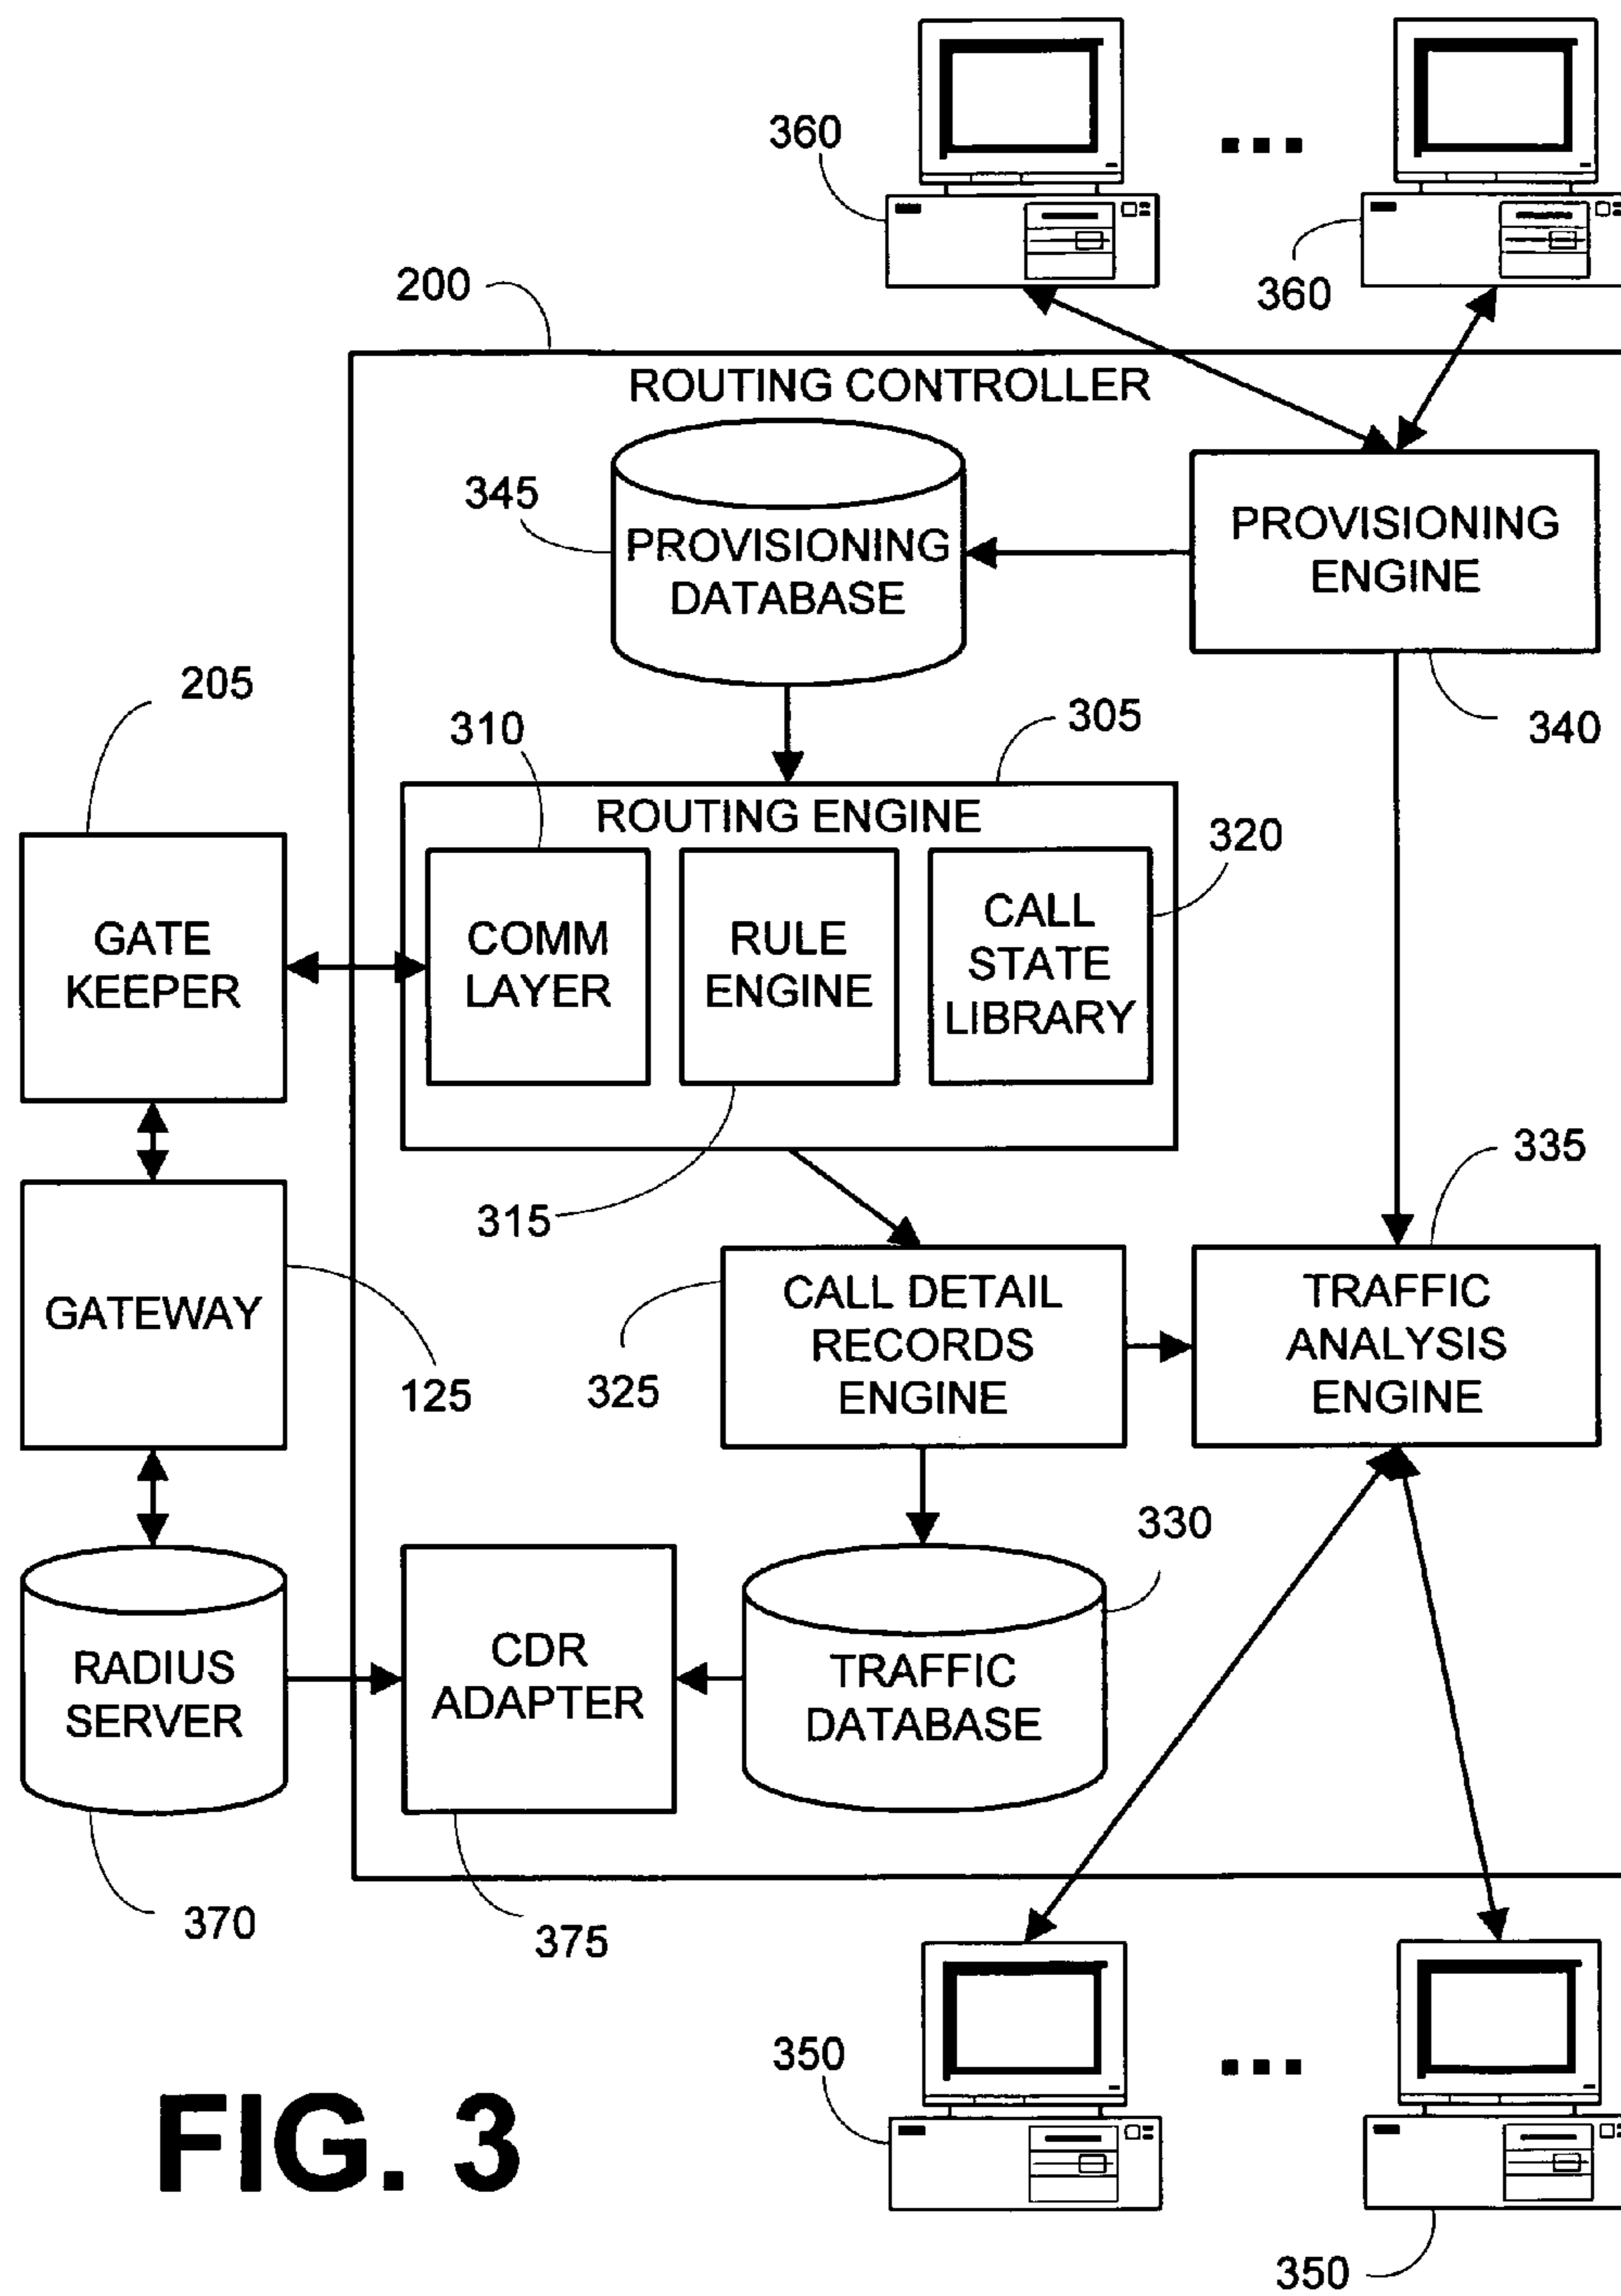 360
360
200
ROUTING CONTROLLER
345
PROVISIONING
DATABASE
PROVISIONING
ENGINE
205
310
305
340
ROUTING ENGINE
320
GATE
KEEPER
COMM
LAYER
RULE
ENGINE
CALL
STATE
LIBRARY
335
315
GATEWAY
125
CALL DETAIL
RECORDS
ENGINE
325
TRAFFIC
ANALYSIS
ENGINE
330
RADIUS
SERVER
CDR
ADAPTER
TRAFFIC
DATABASE
370
375
350
FIG. 3
350